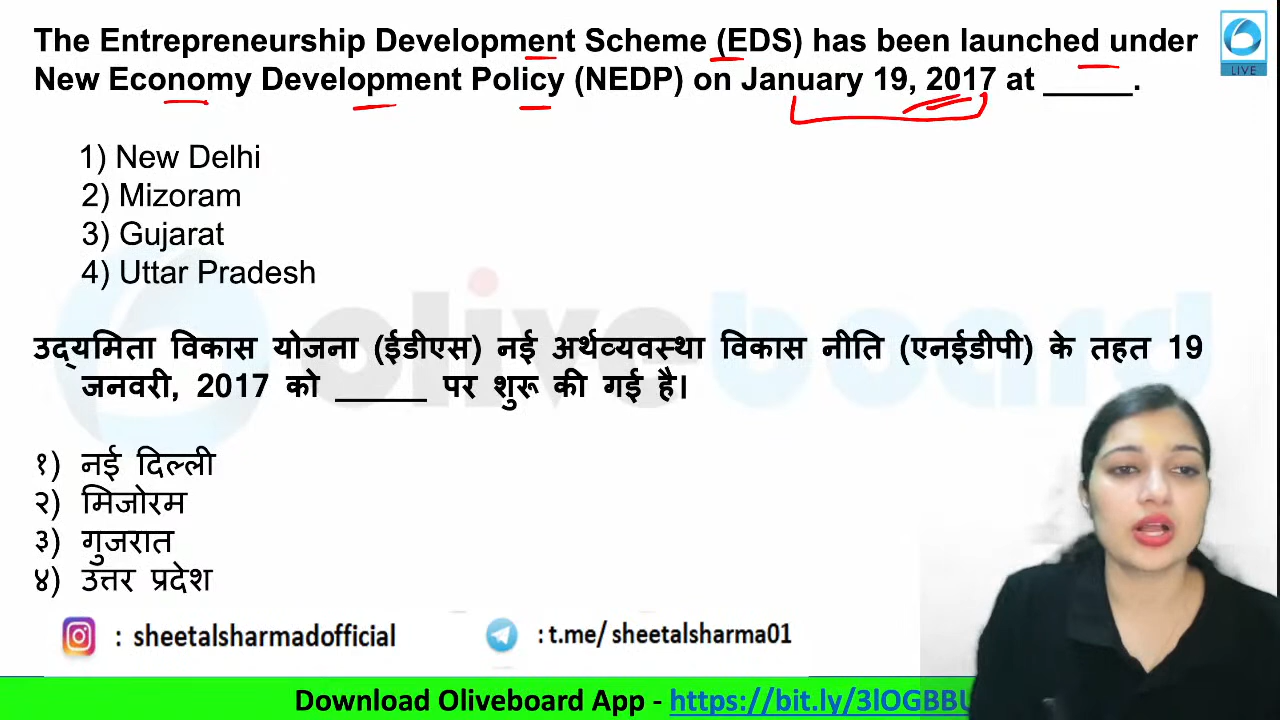 The Entrepreneurship Development Scheme (EDS) has been launched under
New Economy Development Policy (NEDP) on January 19, 2017 at _____.
LIVE
1) New Delhi
2) Mizoram
3) Gujarat
4) Uttar Pradesh
oliveboard
उद्यमिता विकास योजना (ईडीएस) नई अर्थव्यवस्था विकास नीति (एनईडीपी) के तहत 19
जनवरी, 2017 को _____ पर शुरू की गई है।
१) नई दिल्ली
२) मिजोरम
३) गुजरात
४) उत्तर प्रदेश
: sheetalsharmadofficial
: t.me/ sheetalsharma01
Download Oliveboard App - https://bit.ly/3lOGBBU